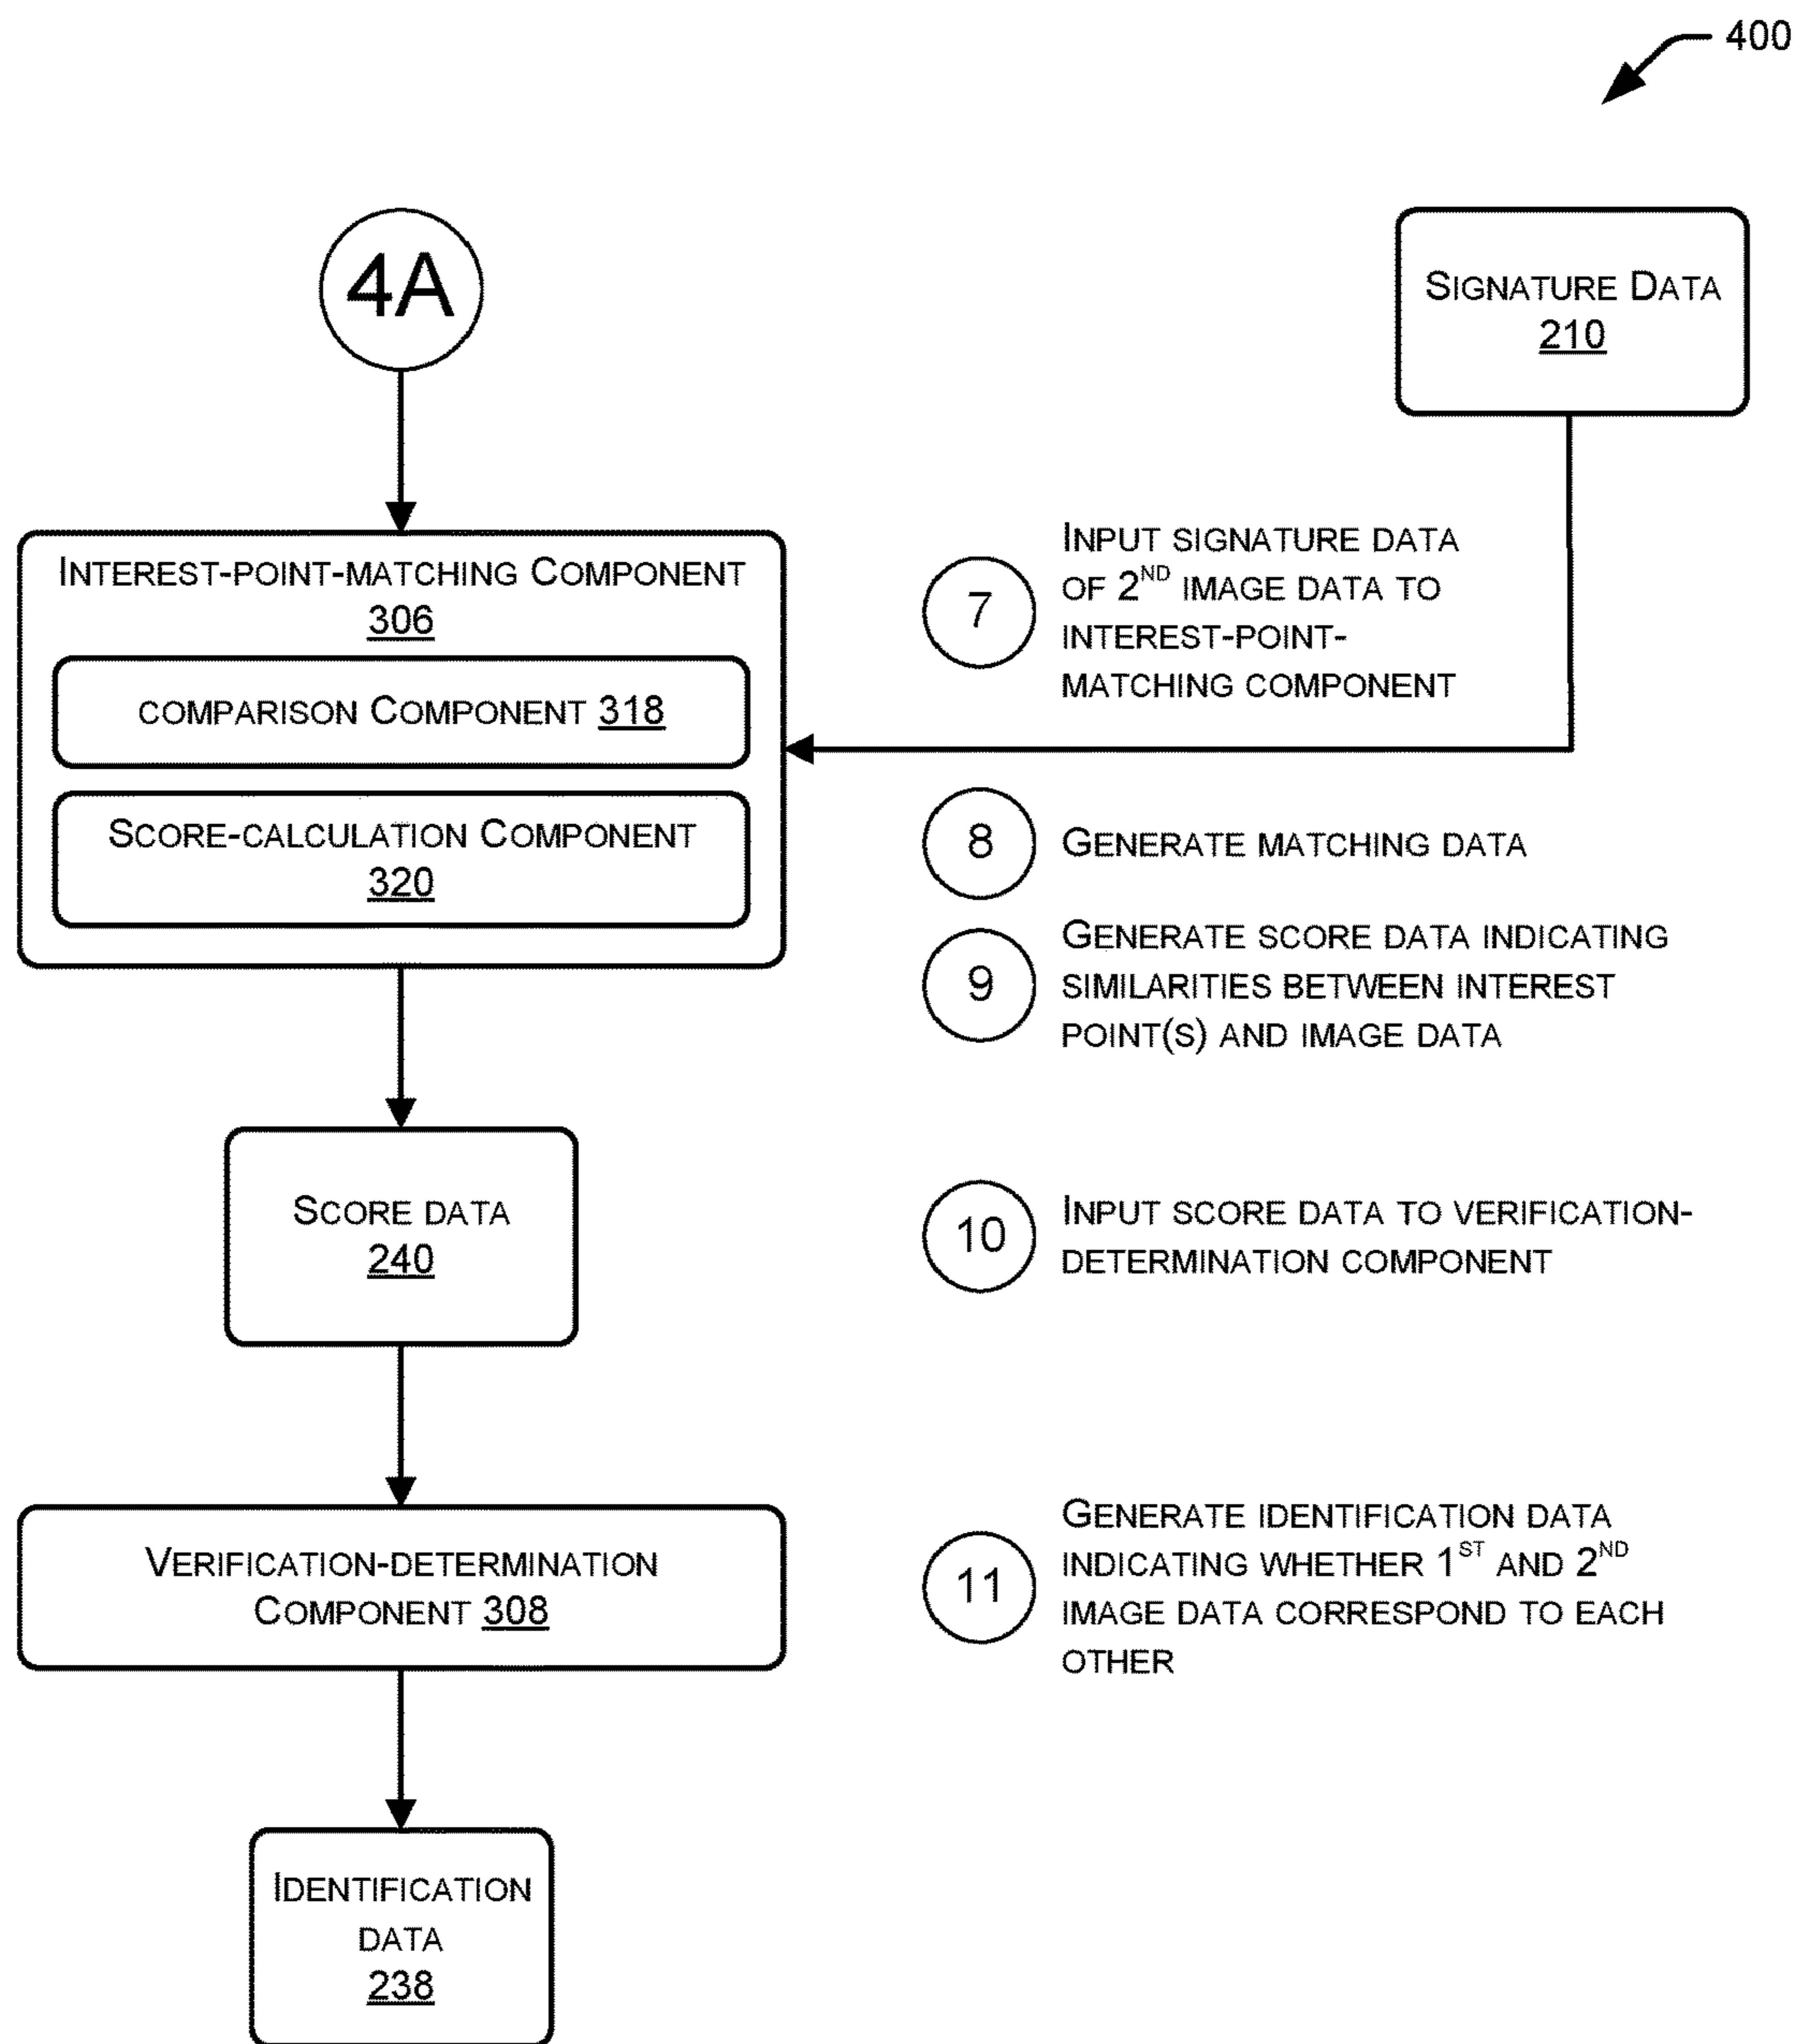 400
4A
Signature Data
210
Interest-point-matching Component
306
comparison Component 318
Score-calculation Component
320
7
Input signature data
of 2nd image data to
interest-point-
matching component
8
Generate matching data
9
Generate score data indicating
similarities between interest
point(s) and image data
Score data
240
10
Input score data to verification-
determination component
Verification-determination
Component 308
11
Generate identification data
indicating whether 1st and 2nd
image data correspond to each
other
Identification
data
238